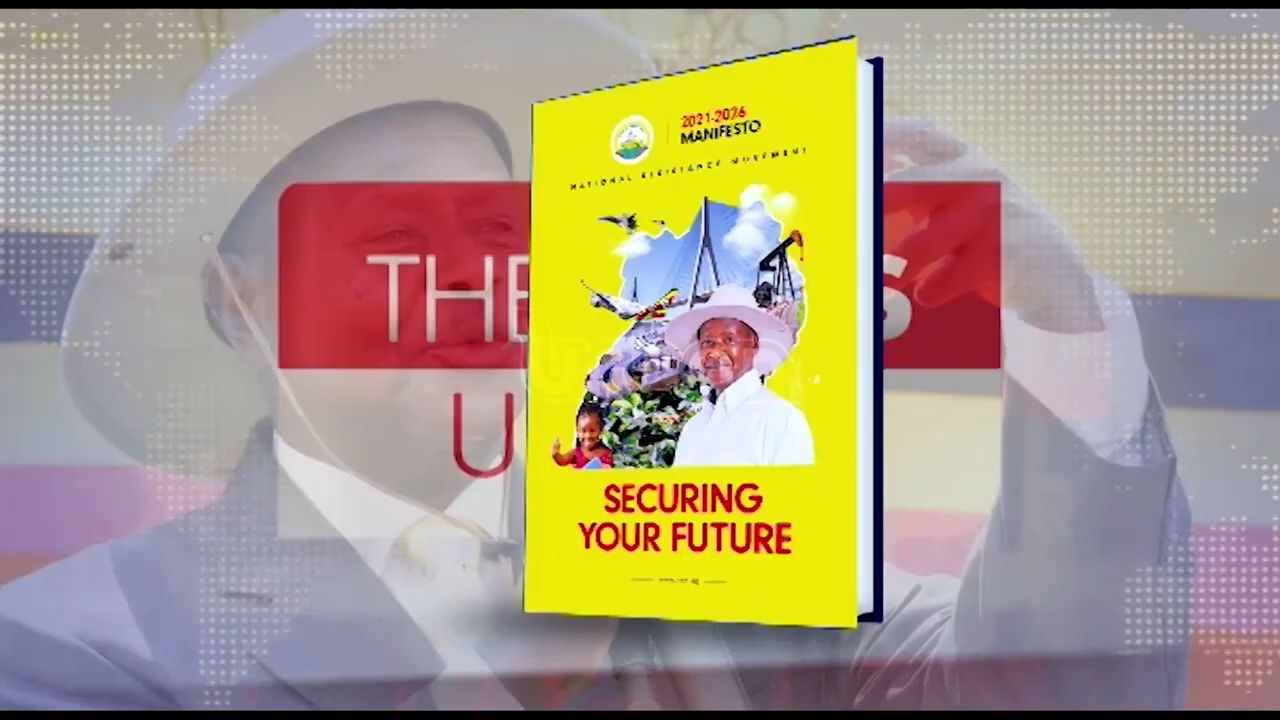 2021-2026
MANIFESTO
NATIONAL RESISTANCE MOVEMENT
THE
S
U
SECURING
YOUR FUTURE